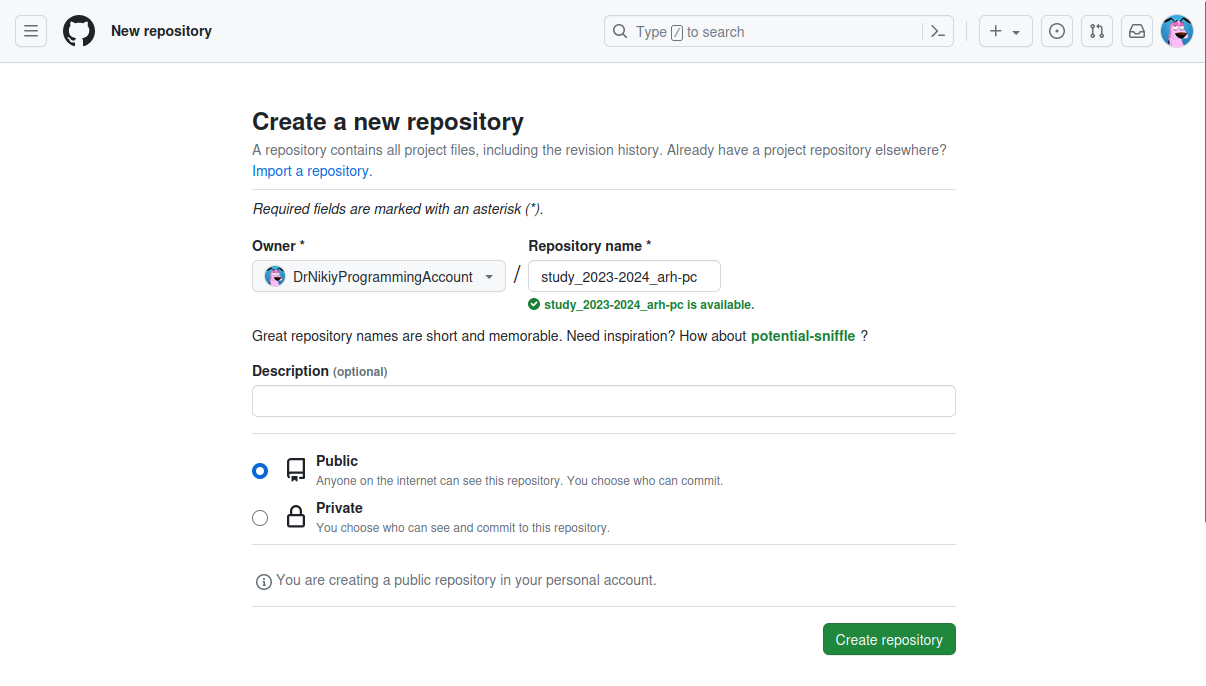 New repository
Type / to search
Create a new repository
A repository contains all project files, including the revision history. Already have a project repository elsewhere?
Import a repository.
Required fields are marked with an asterisk (*).
Owner * Repository name *
DrNikiyProgrammingAccount / study_2023-2024_arh-pc
study_2023-2024_arh-pc is available.
Great repository names are short and memorable. Need inspiration? How about potential-sniffle ?
Description (optional)
Public
Anyone on the internet can see this repository. You choose who can commit.
Private
You choose who can see and commit to this repository.
You are creating a public repository in your personal account.
Create repository